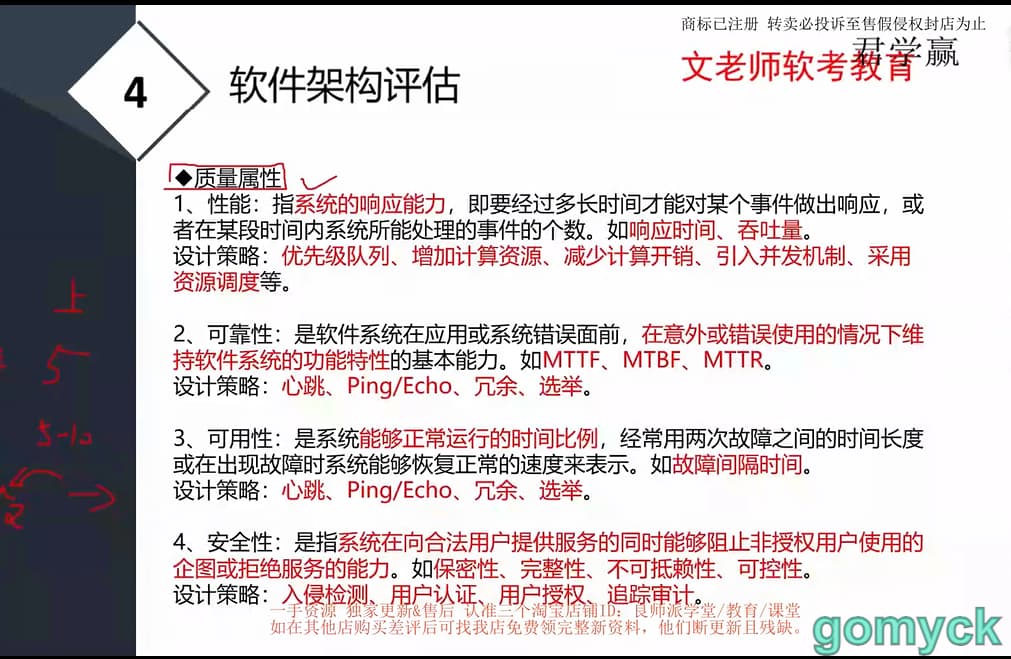 商标已注册 转卖必投诉至售假侵权封店为止
君学赢
文老师软考教育
4
软件架构评估
◆质量属性
1、性能：指系统的响应能力，即要经过多长时间才能对某个事件做出响应，或
者在某段时间内系统所能处理的事件的个数。如响应时间、吞吐量。
设计策略：优先级队列、增加计算资源、减少计算开销、引入并发机制、采用
资源调度等。
2、可靠性：是软件系统在应用或系统错误面前，在意外或错误使用的情况下维
持软件系统的功能特性的基本能力。如MTTF、MTBF、MTTR。
设计策略：心跳、Ping/Echo、冗余、选举。
3、可用性：是系统能够正常运行的时间比例，经常用两次故障之间的时间长度
或在出现故障时系统能够恢复正常的速度来表示。如故障间隔时间。
设计策略：心跳、Ping/Echo、冗余、选举。
4、安全性：是指系统在向合法用户提供服务的同时能够阻止非授权用户使用的
企图或拒绝服务的能力。如保密性、完整性、不可抵赖性、可控性。
设计策略：入侵检测、用户认证、用户授权、追踪审计。
一手资源 独家更新&售后 认准三个淘宝店铺ID：良师派学堂/教育/课堂
如在其他店购买差评后可找我店免费领完整新资料，他们断更新且残缺。
gomyck
上
5
5-10
2